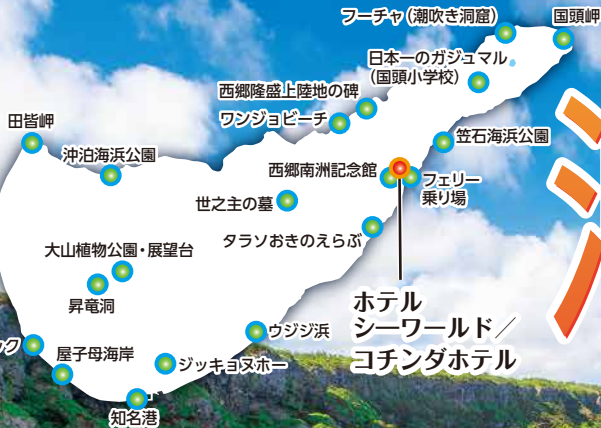 フーチャ（潮吹き洞窟）
国頭岬
日本一のガジュマル
（国頭小学校）
西郷隆盛上陸地の碑
ワンジョビーチ
田皆岬
笠石海浜公園
沖泊海浜公園
西郷南洲記念館
フェリー
乗り場
世之主の墓
タラソおきのえらぶ
大山植物公園・展望台
昇竜洞
ホテル
シーワールド／
コチンダホテル
ウジジ浜
ック
屋子母海岸
ジッキョヌホー
知名港